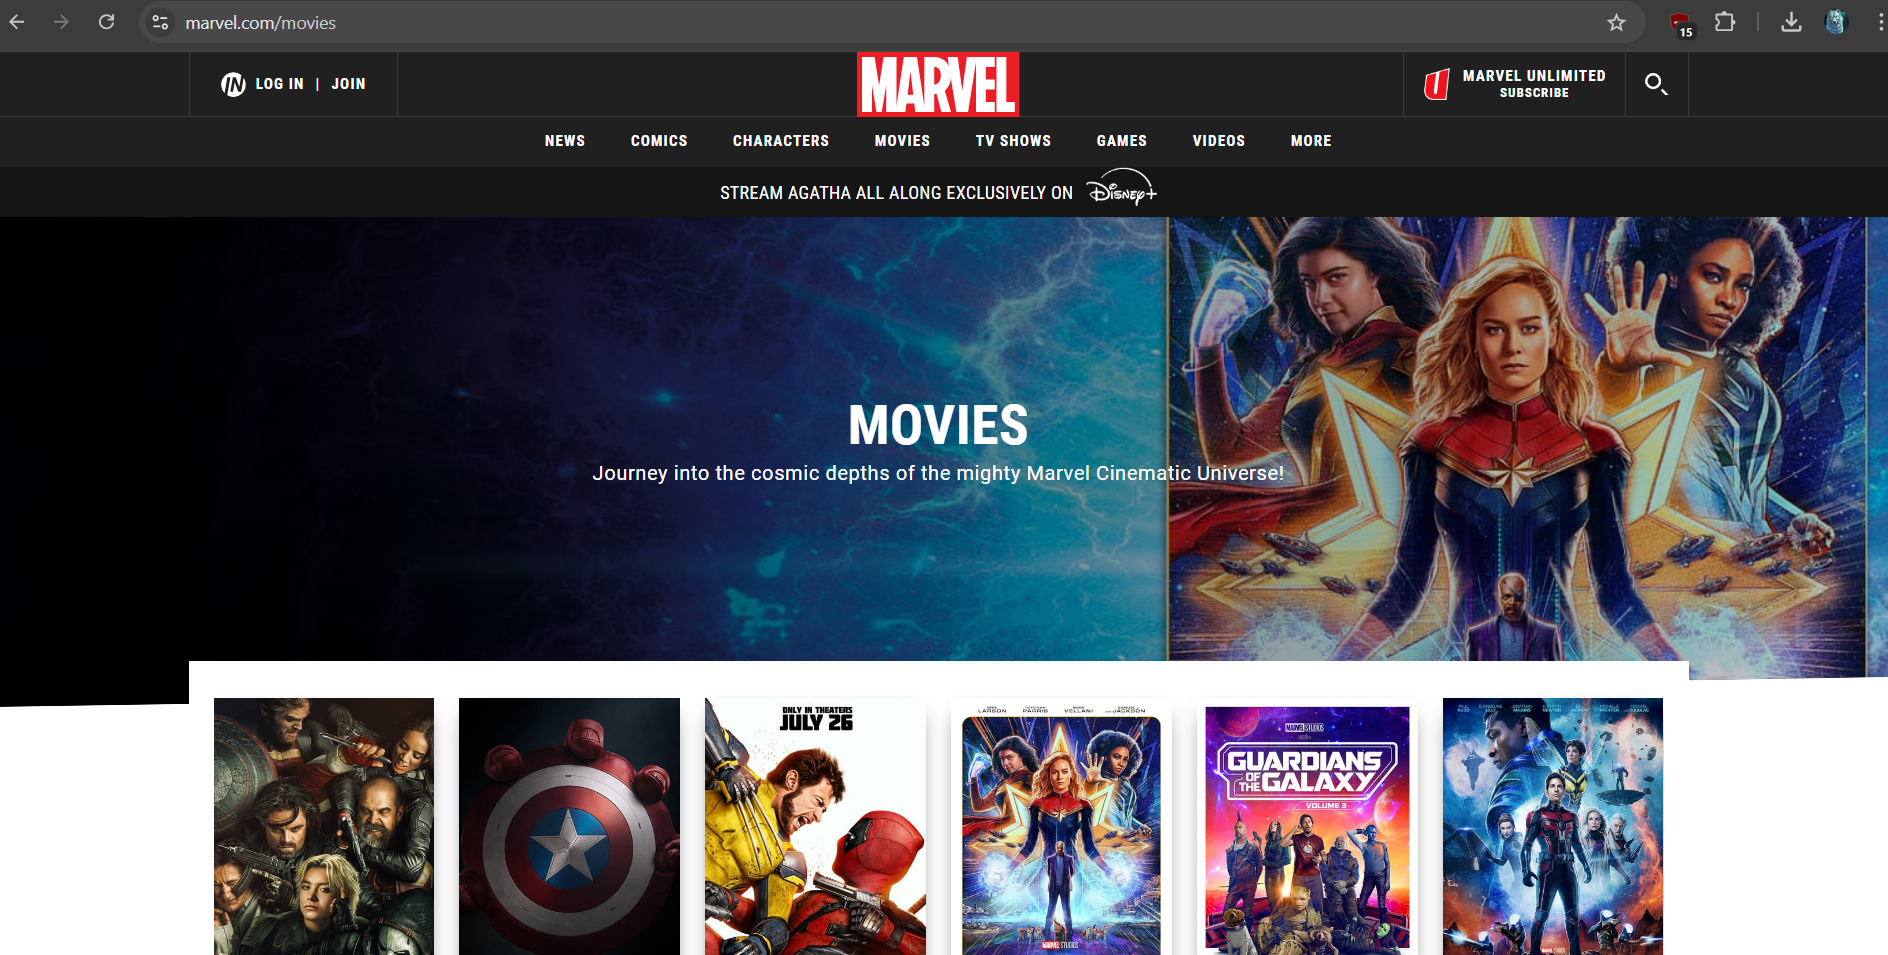 marvel.com/movies
15
LOG IN | JOIN
MARVEL
MARVEL UNLIMITED
SUBSCRIBE
NEWS COMICS CHARACTERS MOVIES TV SHOWS GAMES VIDEOS MORE
STREAM AGATHA ALL ALONG EXCLUSIVELY ON Disney+
MOVIES
Journey into the cosmic depths of the mighty Marvel Cinematic Universe!
ONLY IN THEATERS
JULY 26
LARSON PARRIS VELLANI JACKSON
MARVEL STUDIOS
MARVEL STUDIOS
GUARDIANS
OF THE GALAXY
VOLUME 3